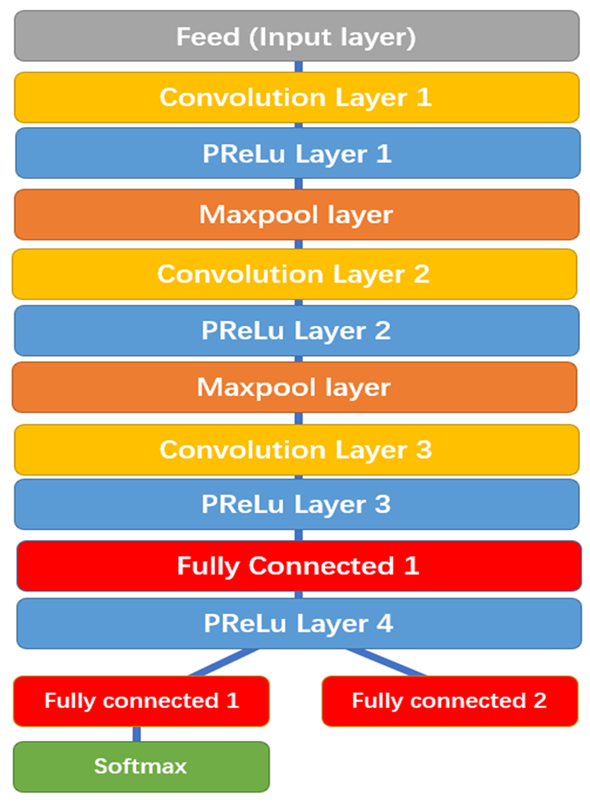 Feed (Input layer)
Convolution Layer 1
PReLu Layer 1
Maxpool layer
Convolution Layer 2
PReLu Layer 2
Maxpool layer
Convolution Layer 3
PReLu Layer 3
Fully Connected 1
PReLu Layer 4
Fully connected 1
Fully connected 2
Softmax